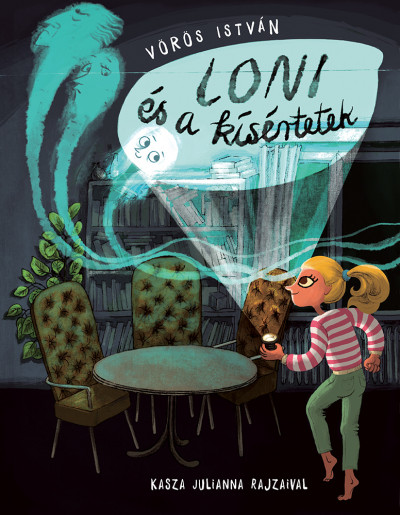 VÖRÖS ISTVÁN
LONI
és a kísértetek
KASZA JULIANNA RAJZAIVAL